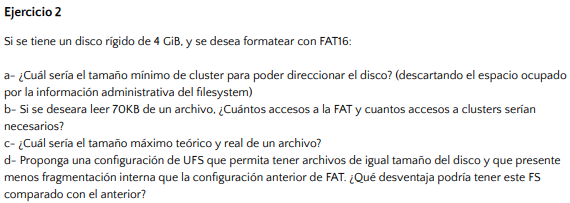 Ejercicio 2
Si se tiene un disco rígido de 4 GiB, y se desea formatear con FAT16:
a- ¿Cuál sería el tamaño mínimo de cluster para poder direccionar el disco? (descartando el espacio ocupado
por la información administrativa del filesystem)
b- Si se deseara leer 70KB de un archivo, ¿Cuántos accesos a la FAT y cuantos accesos a clusters serían
necesarios?
c- ¿Cuál sería el tamaño máximo teórico y real de un archivo?
d- Proponga una configuración de UFS que permita tener archivos de igual tamaño del disco y que presente
menos fragmentación interna que la configuración anterior de FAT. ¿Qué desventaja podría tener este FS
comparado con el anterior?